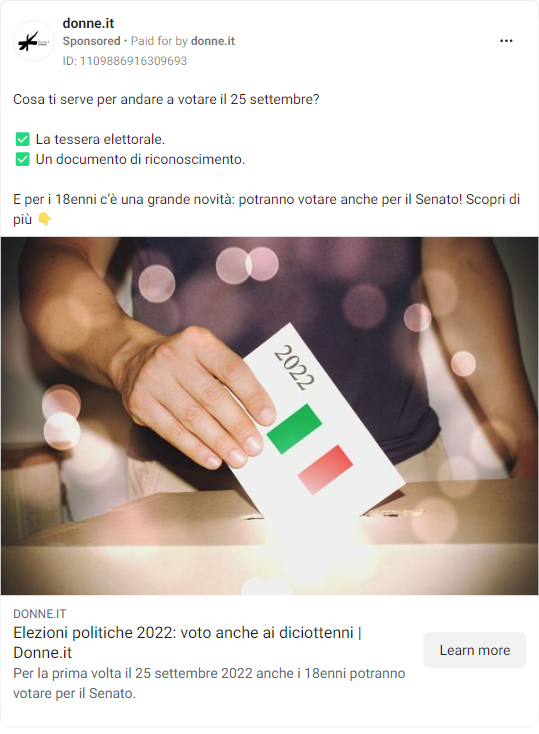 donne.it
Sponsored • Paid for by donne.it
ID: 1109886916309693
Cosa ti serve per andare a votare il 25 settembre?
✅ La tessera elettorale.
✅ Un documento di riconoscimento.
E per i 18enni c'è una grande novità: potranno votare anche per il Senato! Scopri di
più 👇
2022
DONNE.IT
Elezioni politiche 2022: voto anche ai diciottenni |
Donne.it
Learn more
Per la prima volta il 25 settembre 2022 anche i 18enni potranno
votare per il Senato.